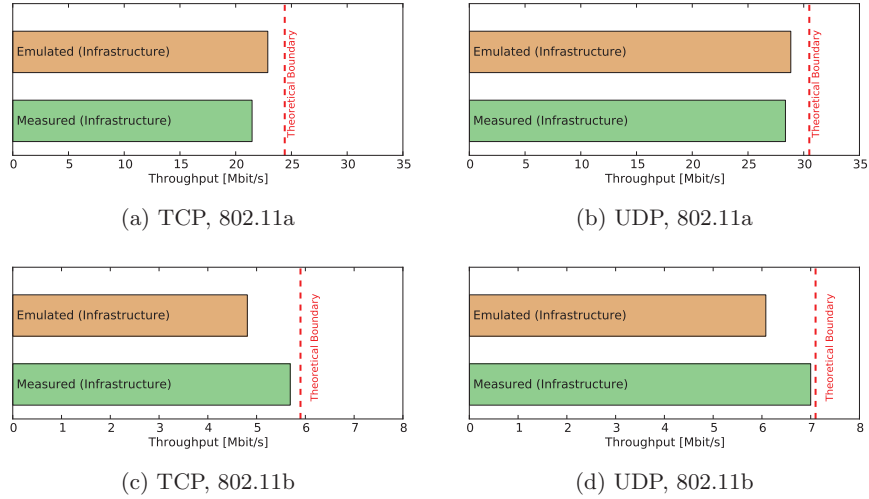 Emulated (Infrastructure)
Measured (Infrastructure)
Theoretical Boundary
0 5 10 15 20 25 30 35
Throughput [Mbit/s]
(a) TCP, 802.11a
Emulated (Infrastructure)
Measured (Infrastructure)
Theoretical Boundary
0 5 10 15 20 25 30 35
Throughput [Mbit/s]
(b) UDP, 802.11a
Emulated (Infrastructure)
Measured (Infrastructure)
Theoretical Boundary
0 1 2 3 4 5 6 7 8
Throughput [Mbit/s]
(c) TCP, 802.11b
Emulated (Infrastructure)
Measured (Infrastructure)
Theoretical Boundary
0 1 2 3 4 5 6 7 8
Throughput [Mbit/s]
(d) UDP, 802.11b